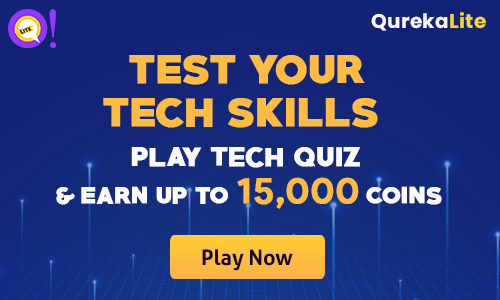 LITE
QurekaLite
TEST YOUR
TECH SKILLS
PLAY TECH QUIZ
& EARN UP TO 15,000 COINS
Play Now